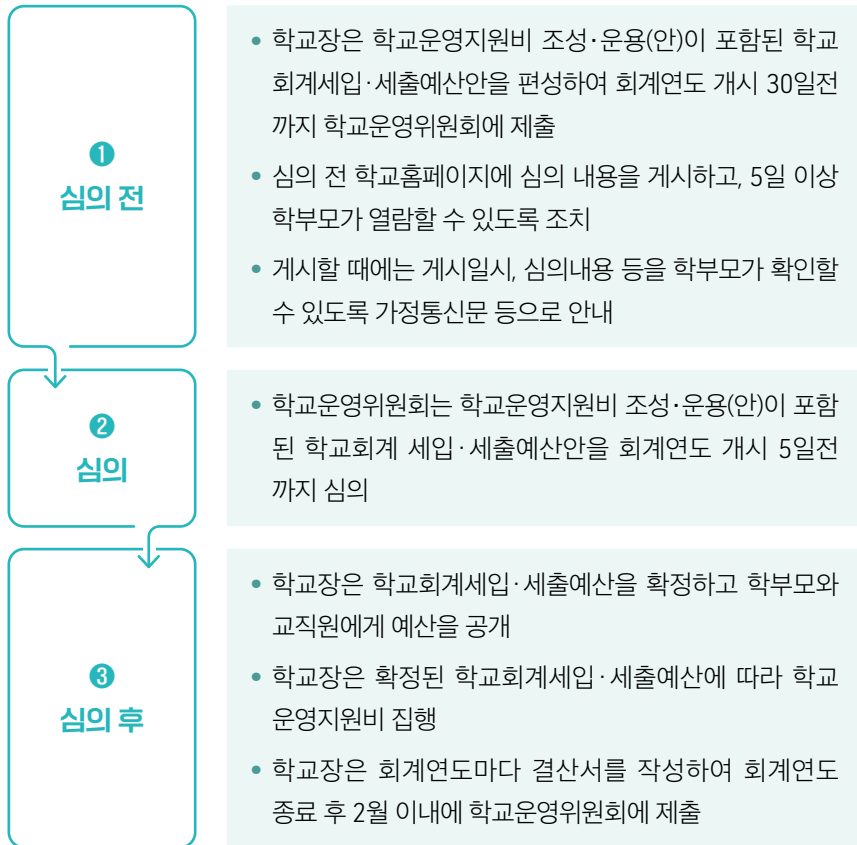 ❶
심의 전
• 학교장은 학교운영지원비 조성·운용(안)이 포함된 학교
회계세입·세출예산안을 편성하여 회계연도 개시 30일전
까지 학교운영위원회에 제출
• 심의 전 학교홈페이지에 심의 내용을 게시하고, 5일 이상
학부모가 열람할 수 있도록 조치
• 게시할 때에는 게시일시, 심의내용 등을 학부모가 확인할
수 있도록 가정통신문 등으로 안내
❷
심의
• 학교운영위원회는 학교운영지원비 조성·운용(안)이 포함
된 학교회계 세입·세출예산안을 회계연도 개시 5일전
까지 심의
❸
심의 후
• 학교장은 학교회계세입·세출예산을 확정하고 학부모와
교직원에게 예산을 공개
• 학교장은 확정된 학교회계세입·세출예산에 따라 학교
운영지원비 집행
• 학교장은 회계연도마다 결산서를 작성하여 회계연도
종료 후 2월 이내에 학교운영위원회에 제출